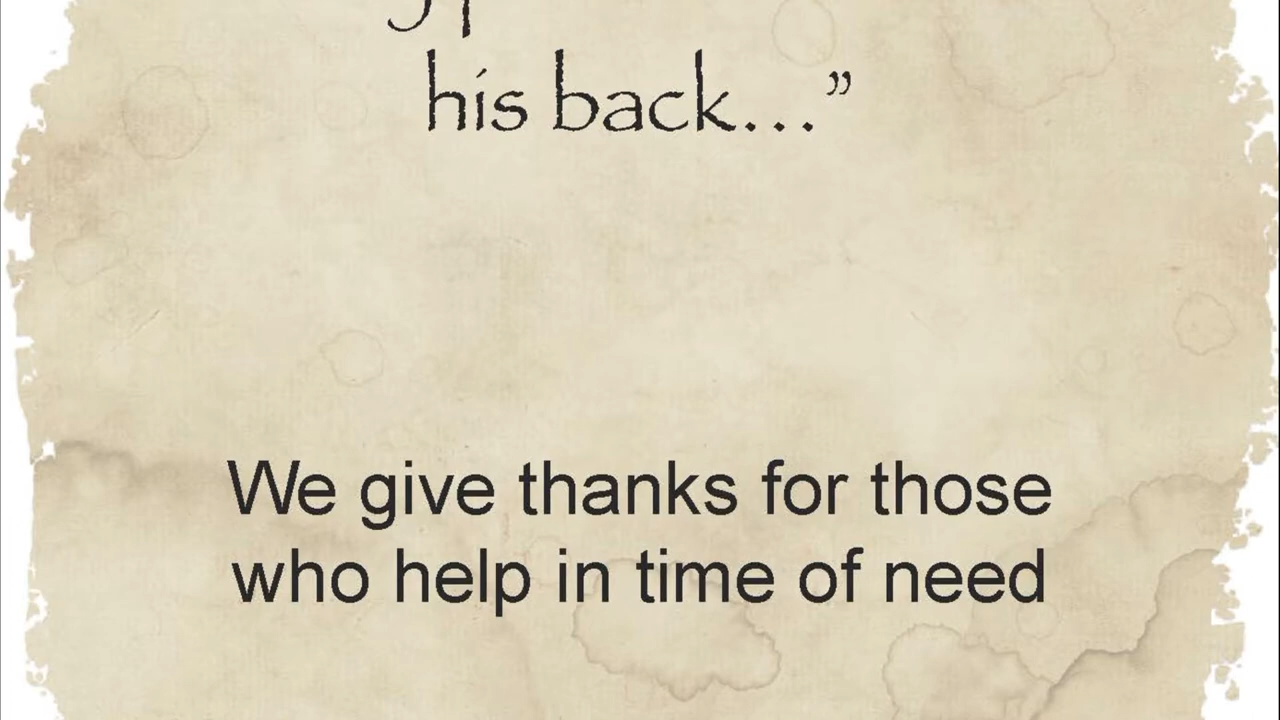 his back…”
We give thanks for those
who help in time of need